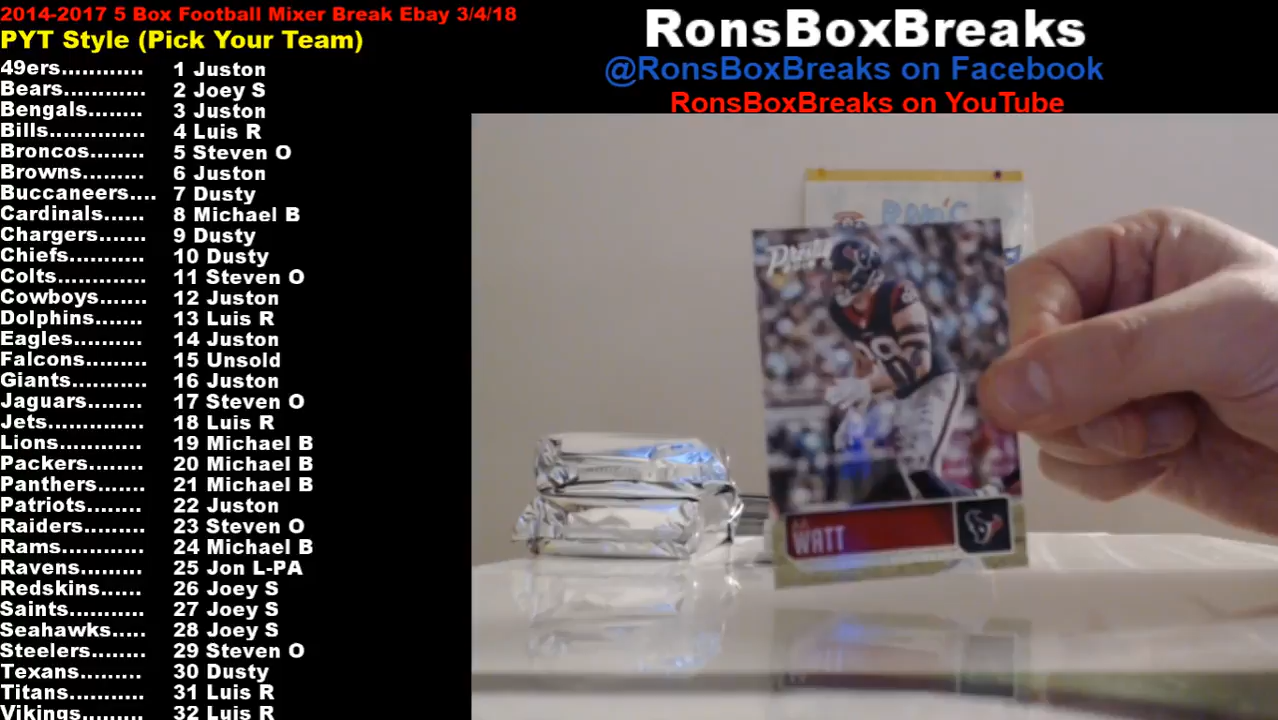 2014-2017 5 Box Football Mixer Break Ebay 3/4/18
PYT Style (Pick Your Team)
49ers............ 1 Juston
Bears............ 2 Joey S
Bengals........ 3 Juston
Bills.............. 4 Luis R
Broncos........ 5 Steven O
Browns......... 6 Juston
Buccaneers.... 7 Dusty
Cardinals...... 8 Michael B
Chargers....... 9 Dusty
Chiefs........... 10 Dusty
Colts............. 11 Steven O
Cowboys....... 12 Juston
Dolphins....... 13 Luis R
Eagles.......... 14 Juston
Falcons......... 15 Unsold
Giants........... 16 Juston
Jaguars........ 17 Steven O
Jets............... 18 Luis R
Lions............ 19 Michael B
Packers........ 20 Michael B
Panthers....... 21 Michael B
Patriots........ 22 Juston
Raiders......... 23 Steven O
Rams............ 24 Michael B
Ravens......... 25 Jon L-PA
Redskins...... 26 Joey S
Saints........... 27 Joey S
Seahawks..... 28 Joey S
Steelers........ 29 Steven O
Texans......... 30 Dusty
Titans........... 31 Luis R
Vikings......... 32 Luis R
RonsBoxBreaks
@RonsBoxBreaks on Facebook
RonsBoxBreaks on YouTube
WATT